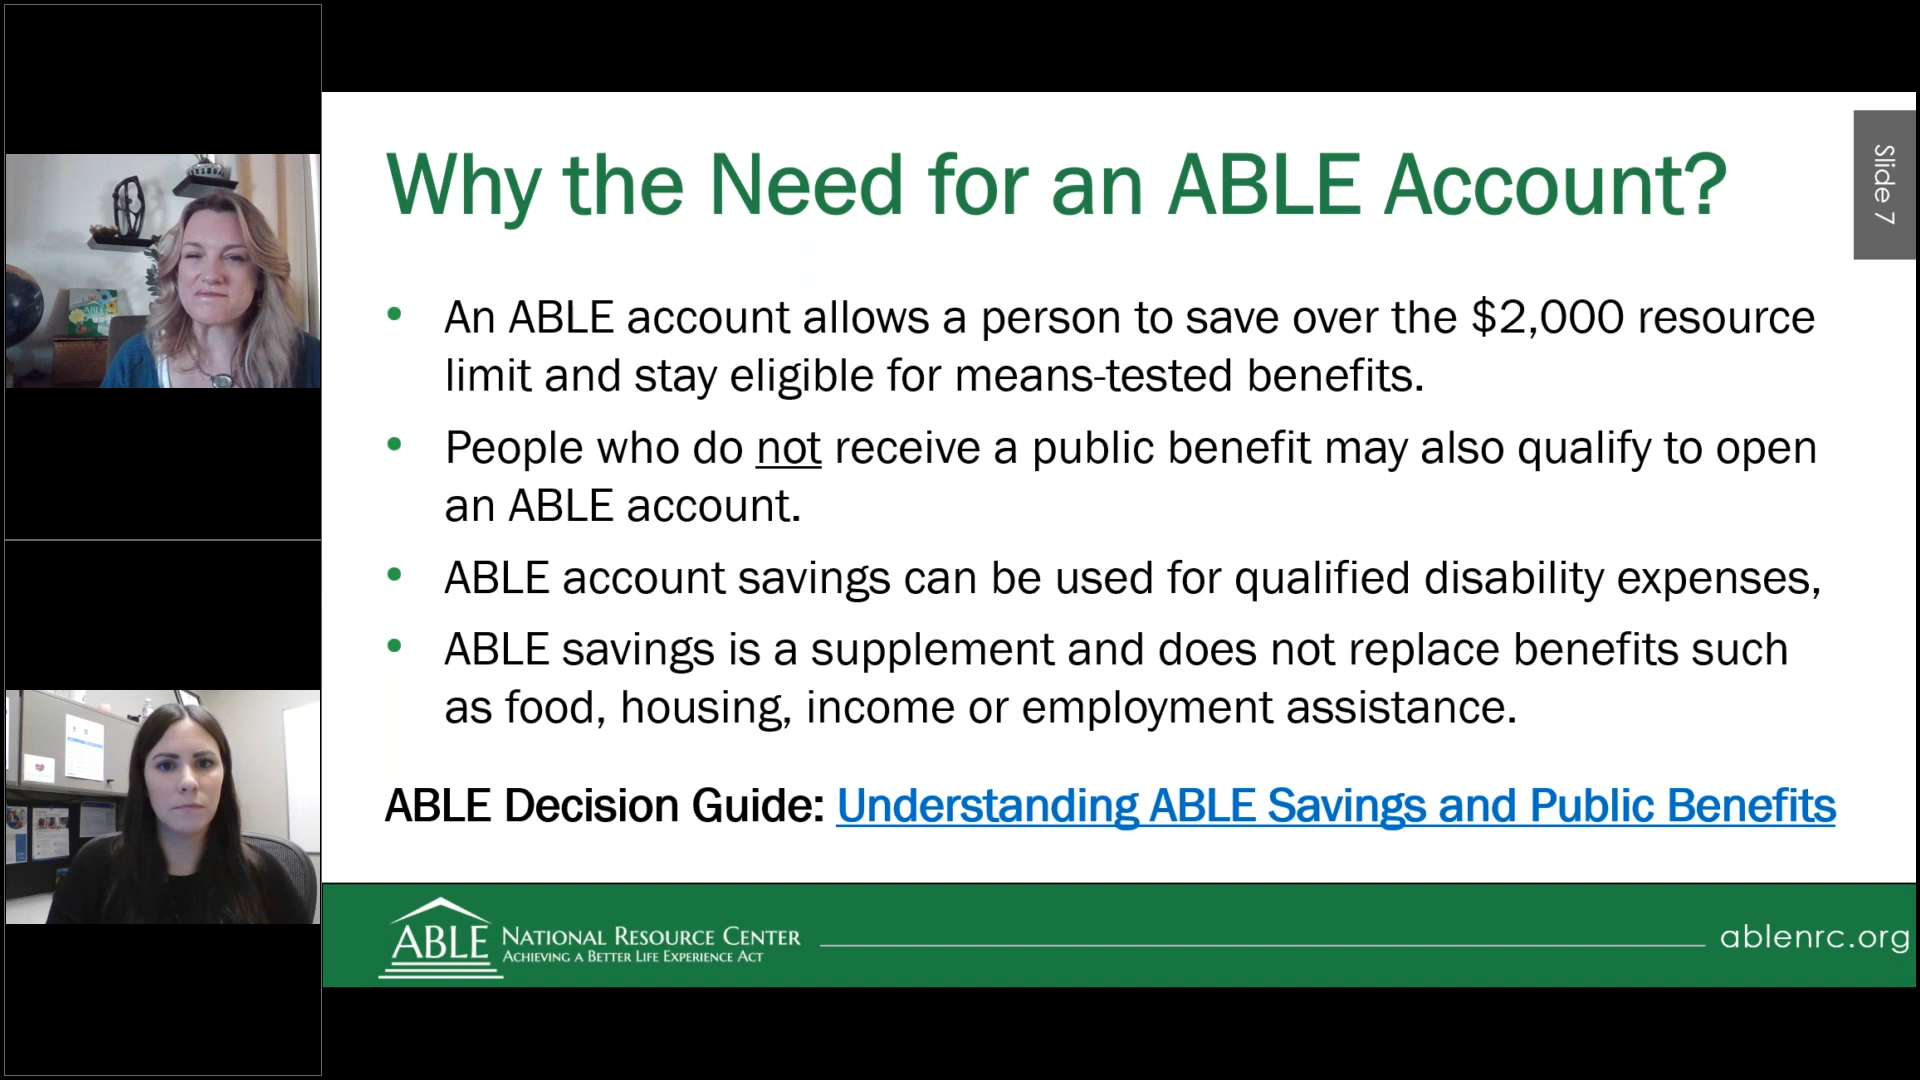 Why the Need for an ABLE Account?
Slide 7
• An ABLE account allows a person to save over the $2,000 resource
limit and stay eligible for means-tested benefits.
• People who do not receive a public benefit may also qualify to open
an ABLE account.
• ABLE account savings can be used for qualified disability expenses,
• ABLE savings is a supplement and does not replace benefits such
as food, housing, income or employment assistance.
ABLE Decision Guide: Understanding ABLE Savings and Public Benefits
ABLE NATIONAL RESOURCE CENTER
ACHIEVING A BETTER LIFE EXPERIENCE ACT
ablenrc.org